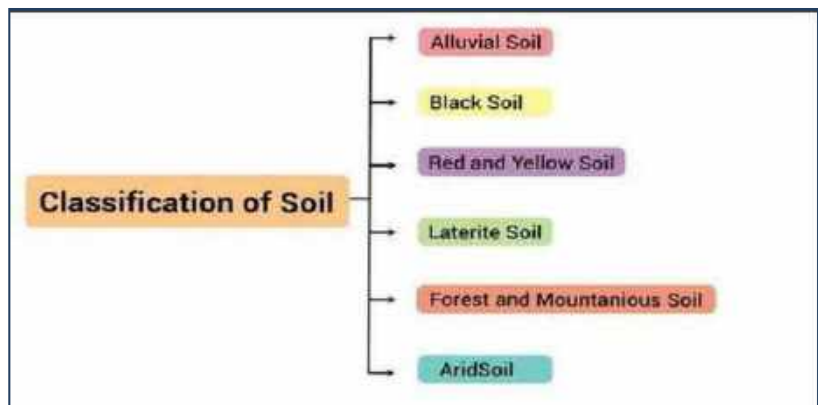 Classification of Soil
Alluvial Soil
Black Soil
Red and Yellow Soil
Laterite Soil
Forest and Mountanious Soil
AridSoil